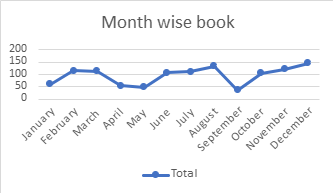 Month wise book
200
150
100
50
0
January
February
March
April
May
June
July
August
September
October
November
December
Total